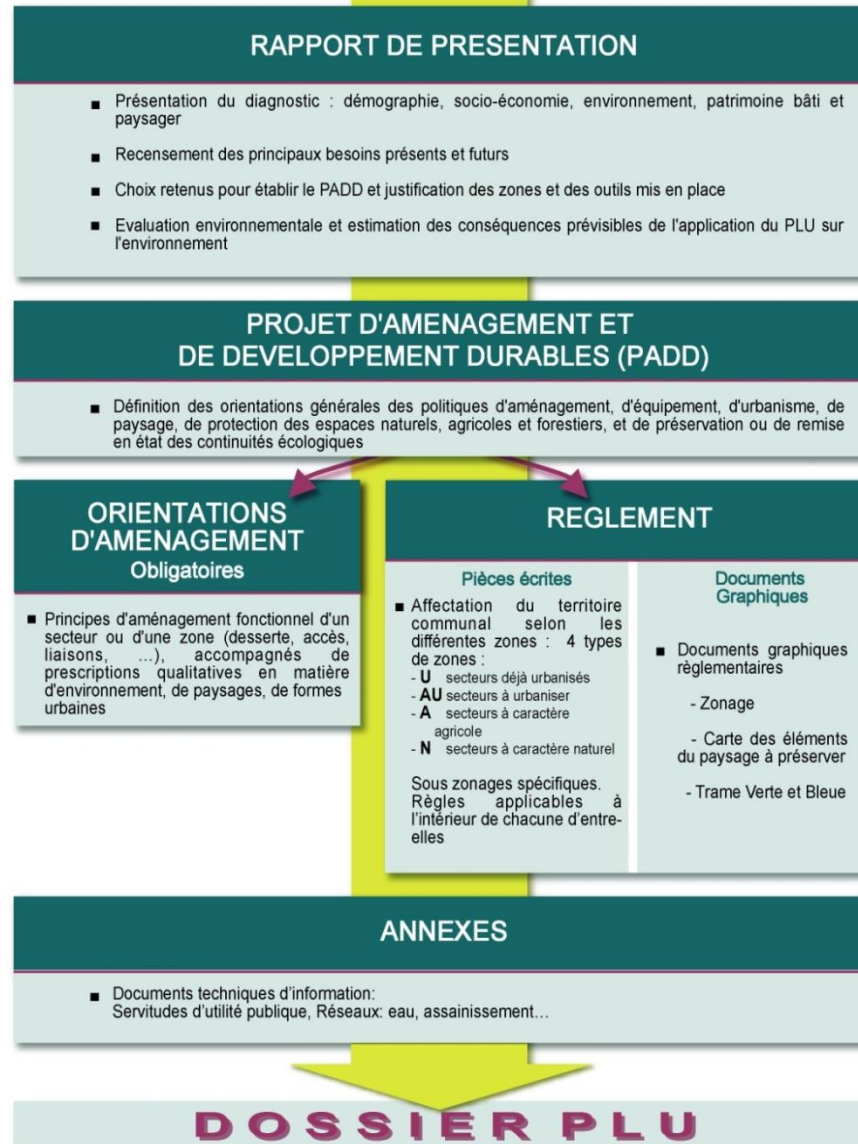 RAPPORT DE PRESENTATION
■ Présentation du diagnostic : démographie, socio-économie, environnement, patrimoine bâti et
paysager
■ Recensement des principaux besoins présents et futurs
■ Choix retenus pour établir le PADD et justification des zones et des outils mis en place
■ Evaluation environnementale et estimation des conséquences prévisibles de l'application du PLU sur
l'environnement
PROJET D'AMENAGEMENT ET
DE DEVELOPPEMENT DURABLES (PADD)
■ Définition des orientations générales des politiques d'aménagement, d'équipement, d'urbanisme, de
paysage, de protection des espaces naturels, agricoles et forestiers, et de préservation ou de remise
en état des continuités écologiques
ORIENTATIONS
D'AMENAGEMENT
Obligatoires
■ Principes d'aménagement fonctionnel d'un
secteur ou d'une zone (desserte, accès,
liaisons, ...), accompagnés de
prescriptions qualitatives en matière
d'environnement, de paysages, de formes
urbaines
REGLEMENT
Pièces écrites
■ Affectation du territoire
communal selon les
différentes zones : 4 types
de zones :
- U secteurs déjà urbanisés
- AU secteurs à urbaniser
- A secteurs à caractère
agricole
- N secteurs à caractère naturel
Sous zonages spécifiques.
Règles applicables à
l'intérieur de chacune d'entre-
elles
Documents
Graphiques
■ Documents graphiques
règlementaires
- Zonage
- Carte des éléments
du paysage à préserver
- Trame Verte et Bleue
ANNEXES
■ Documents techniques d'information:
Servitudes d'utilité publique, Réseaux: eau, assainissement…
DOSSIER PLU